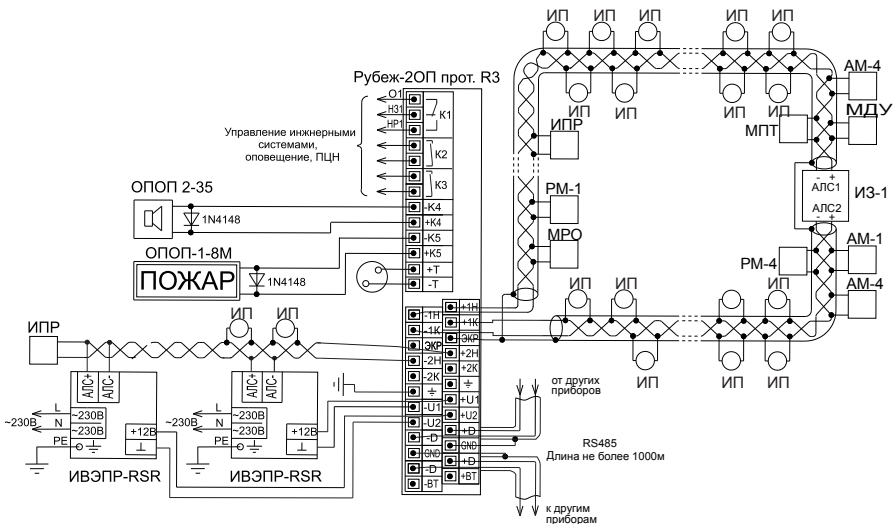 ИП ИП ИП ИП ИП
ИП ИП ИП ИП
Рубеж-2ОП прот. R3
О1
НЗ1
НР1
К1
К2
К3
Управление инжнерными
системами,
оповещение, ПЦН
ОПОП 2-35
1N4148
-К4
+К4
-К5
+К5
+Т
-Т
ОПОП-1-8М
ПОЖАР
1N4148
ИПР
РМ-1
МРО
АМ-4
МДУ
МПТ
- +
АЛС1
АЛС2
- +
ИЗ-1
РМ-4
АМ-1
АМ-4
ИП ИП ИП ИП
ИП ИП ИП
ИПР
ИП ИП
-1Н
-1К
ЭКР
-2Н
-2К
-U1
-U2
-D
GND
-D
-ВТ
+1Н
+1К
ЭКР
+2Н
+2К
+U1
+U2
+D
GND
+D
+ВТ
АЛС+
АЛС-
~230В
L
N
PE
~230В
~230В
+12В
ИВЭПР-RSR
АЛС+
АЛС-
~230В
L
N
PE
~230В
~230В
+12В
ИВЭПР-RSR
от других
приборов
RS485
Длина не более 1000м
к другим
приборам